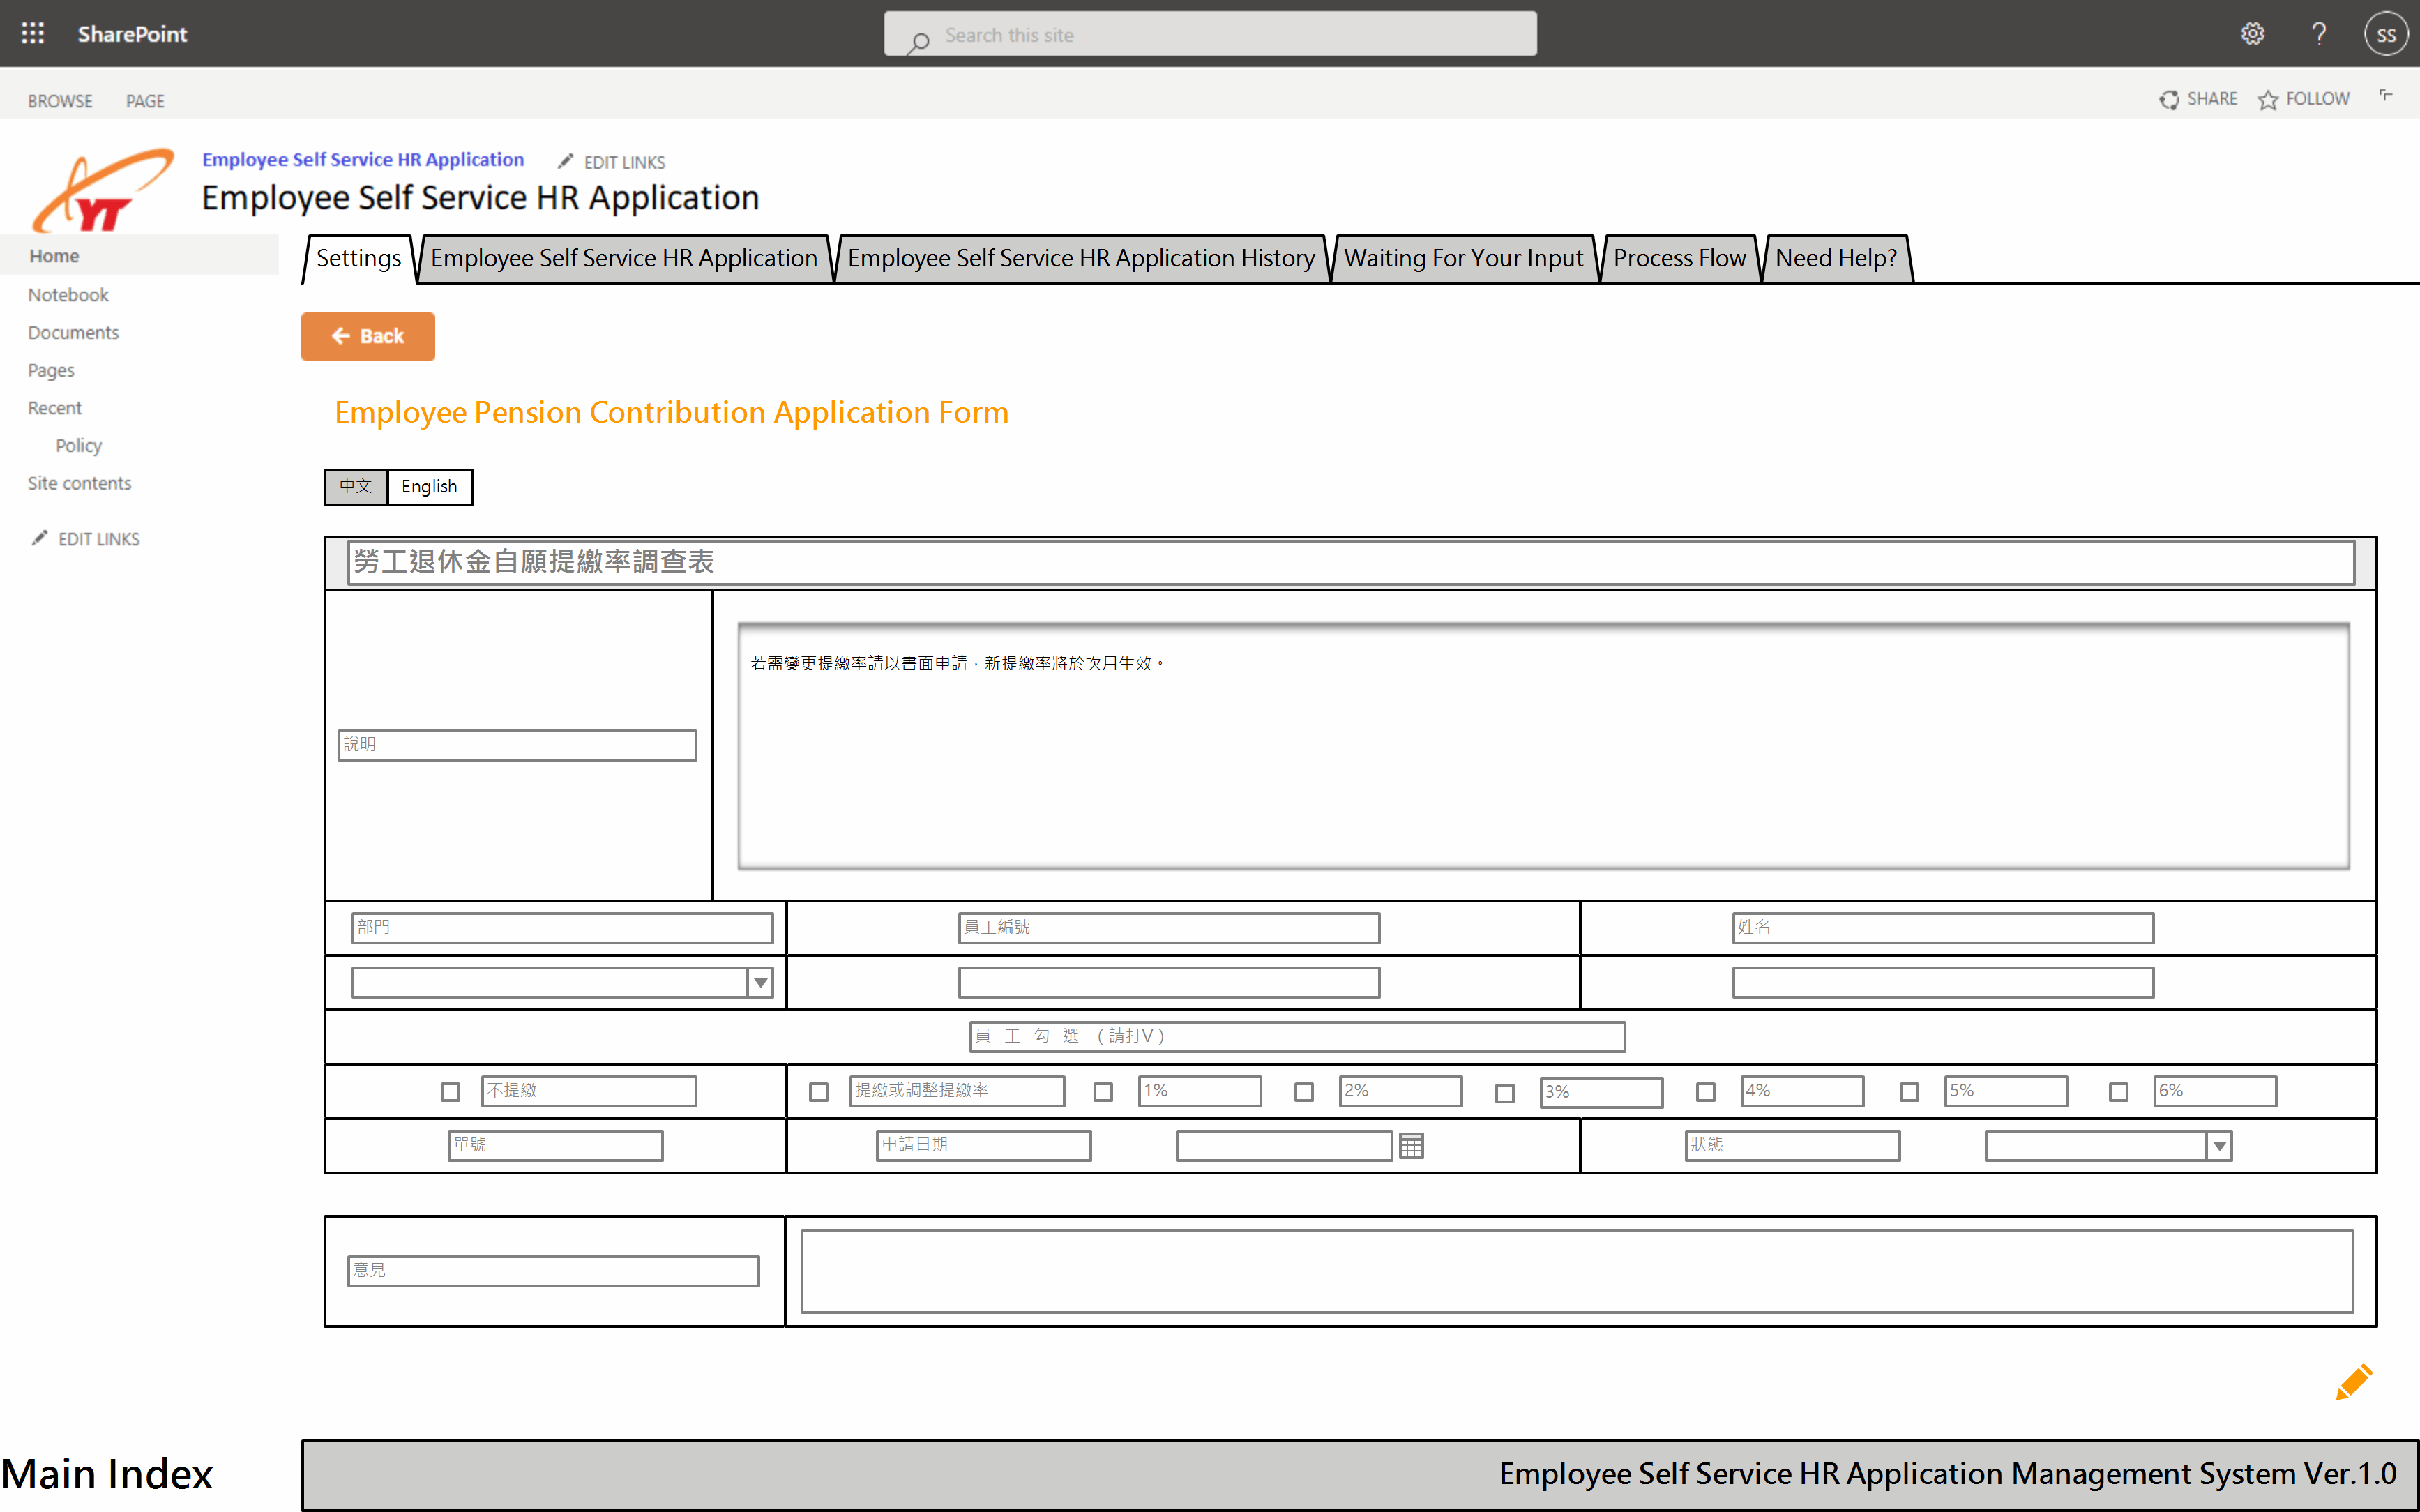 SharePoint
Search this site
SS
BROWSE PAGE
SHARE FOLLOW
YT
Employee Self Service HR Application EDIT LINKS
Employee Self Service HR Application
Home
Notebook
Documents
Pages
Recent
Policy
Site contents
EDIT LINKS
Settings Employee Self Service HR Application Employee Self Service HR Application History Waiting For Your Input Process Flow Need Help?
Back
Employee Pension Contribution Application Form
中文 English
勞工退休金自願提繳率調查表
說明
若需變更提繳率請以書面申請，新提繳率將於次月生效。
部門 員工編號 姓名
員 工 勾 選 (請打V)
不提繳 提繳或調整提繳率 1% 2% 3% 4% 5% 6%
單號 申請日期 狀態
意見
Main Index
Employee Self Service HR Application Management System Ver.1.0